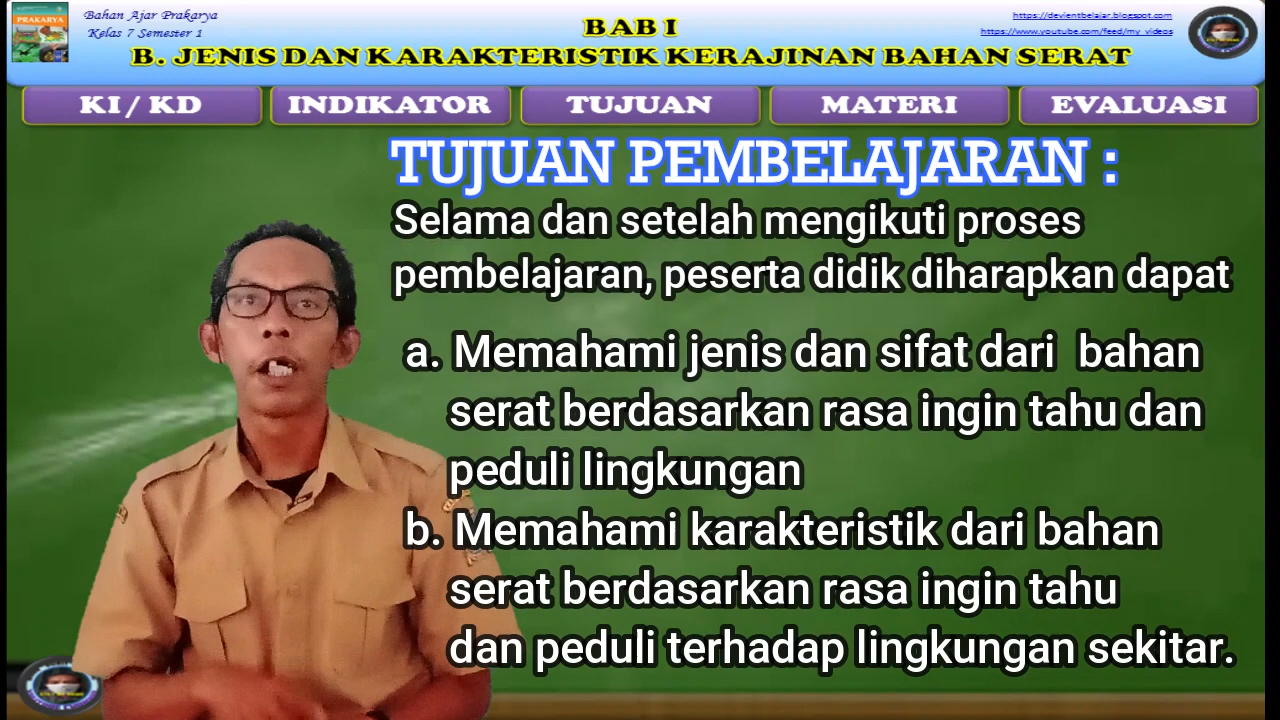 PRAKARYA
Bahan Ajar Prakarya
Kelas 7 Semester 1
BAB I
B. JENIS DAN KARAKTERISTIK KERAJINAN BAHAN SERAT
https://devientbelajar.blogspot.com
https://www.youtube.com/feed/my_videos
KI / KD
INDIKATOR
TUJUAN
MATERI
EVALUASI
TUJUAN PEMBELAJARAN :
Selama dan setelah mengikuti proses
pembelajaran, peserta didik diharapkan dapat
a. Memahami jenis dan sifat dari bahan
serat berdasarkan rasa ingin tahu dan
peduli lingkungan
b. Memahami karakteristik dari bahan
serat berdasarkan rasa ingin tahu
dan peduli terhadap lingkungan sekitar.